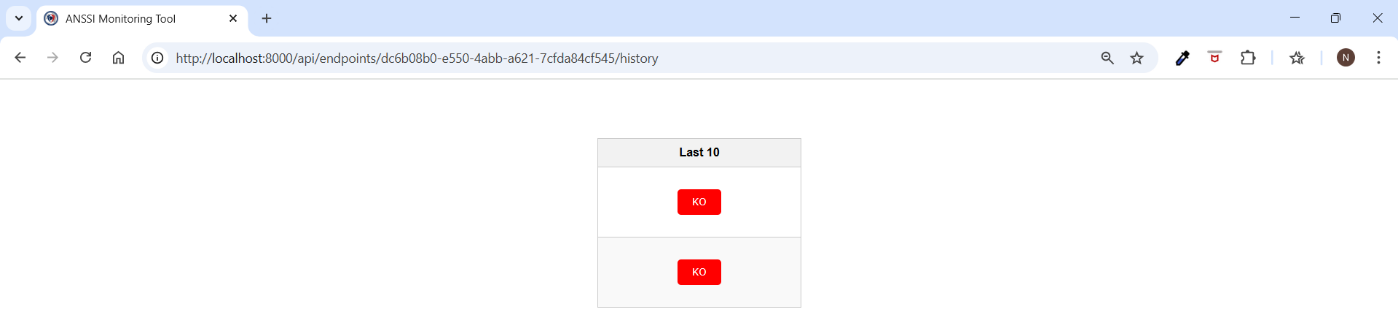 ANSSI Monitoring Tool
http://localhost:8000/api/endpoints/dc6b08b0-e550-4abb-a621-7cfda84cf545/history
N
Last 10
KO
KO